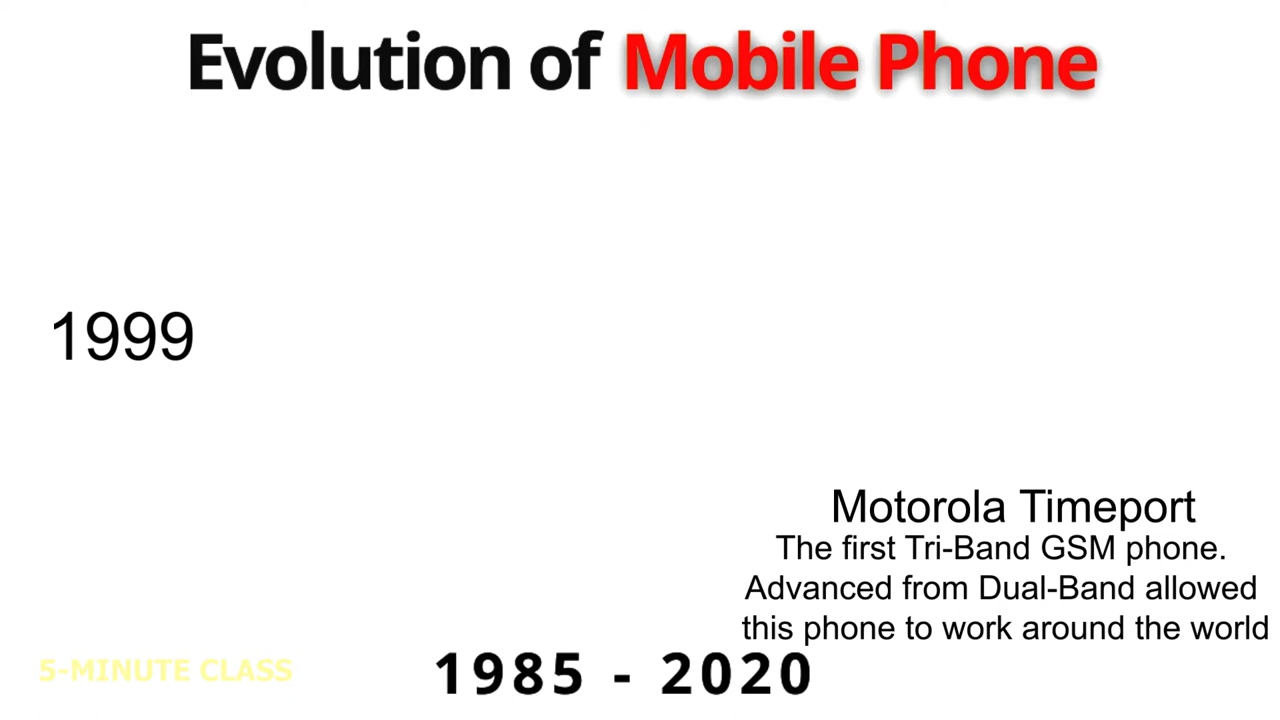 Evolution of Mobile Phone
1999
Motorola Timeport
The first Tri-Band GSM phone.
Advanced from Dual-Band allowed
this phone to work around the world
5-MINUTE CLASS
1985 - 2020